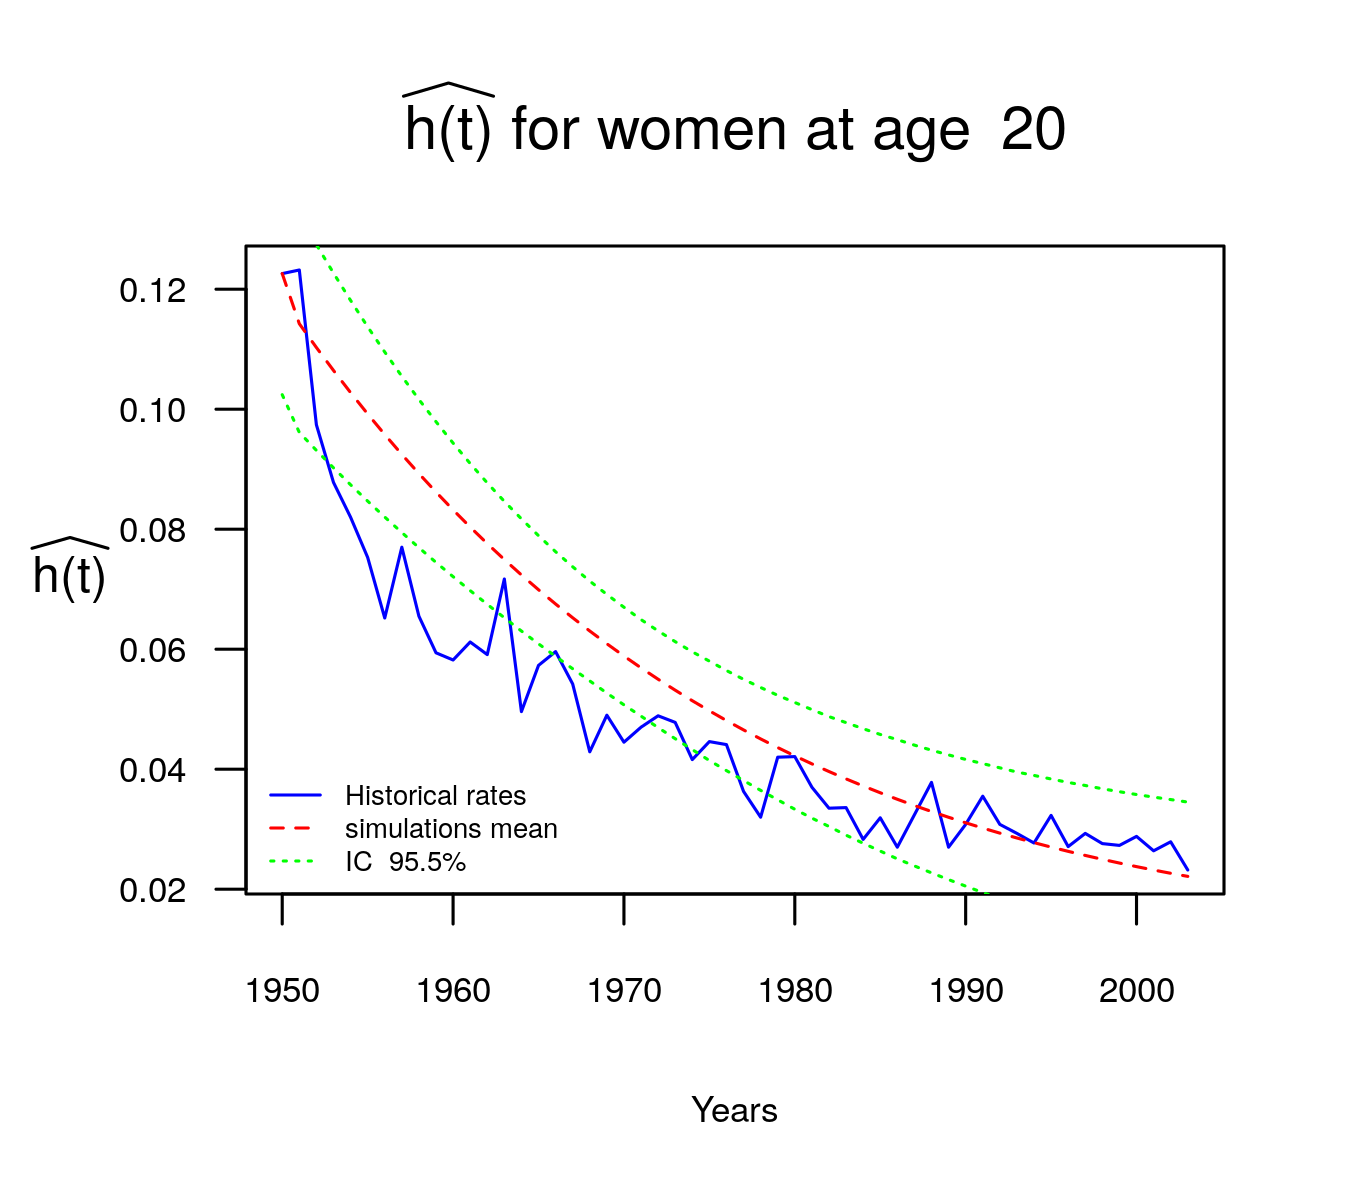 h(t) for women at age 20
0.12
0.10
0.08
h(t)
0.06
0.04
0.02
Historical rates
simulations mean
IC 95.5%
1950 1960 1970 1980 1990 2000
Years